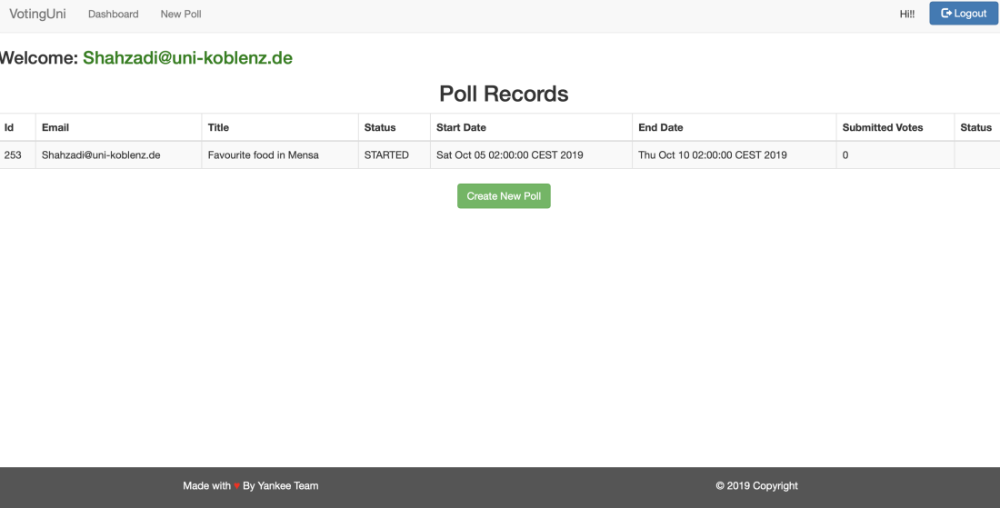 VotingUni Dashboard New Poll Hi!! Logout
Welcome: Shahzadi@uni-koblenz.de
Poll Records
Id Email Title Status Start Date End Date Submitted Votes Status
253 Shahzadi@uni-koblenz.de Favourite food in Mensa STARTED Sat Oct 05 02:00:00 CEST 2019 Thu Oct 10 02:00:00 CEST 2019 0
Create New Poll
Made with ♥ By Yankee Team © 2019 Copyright